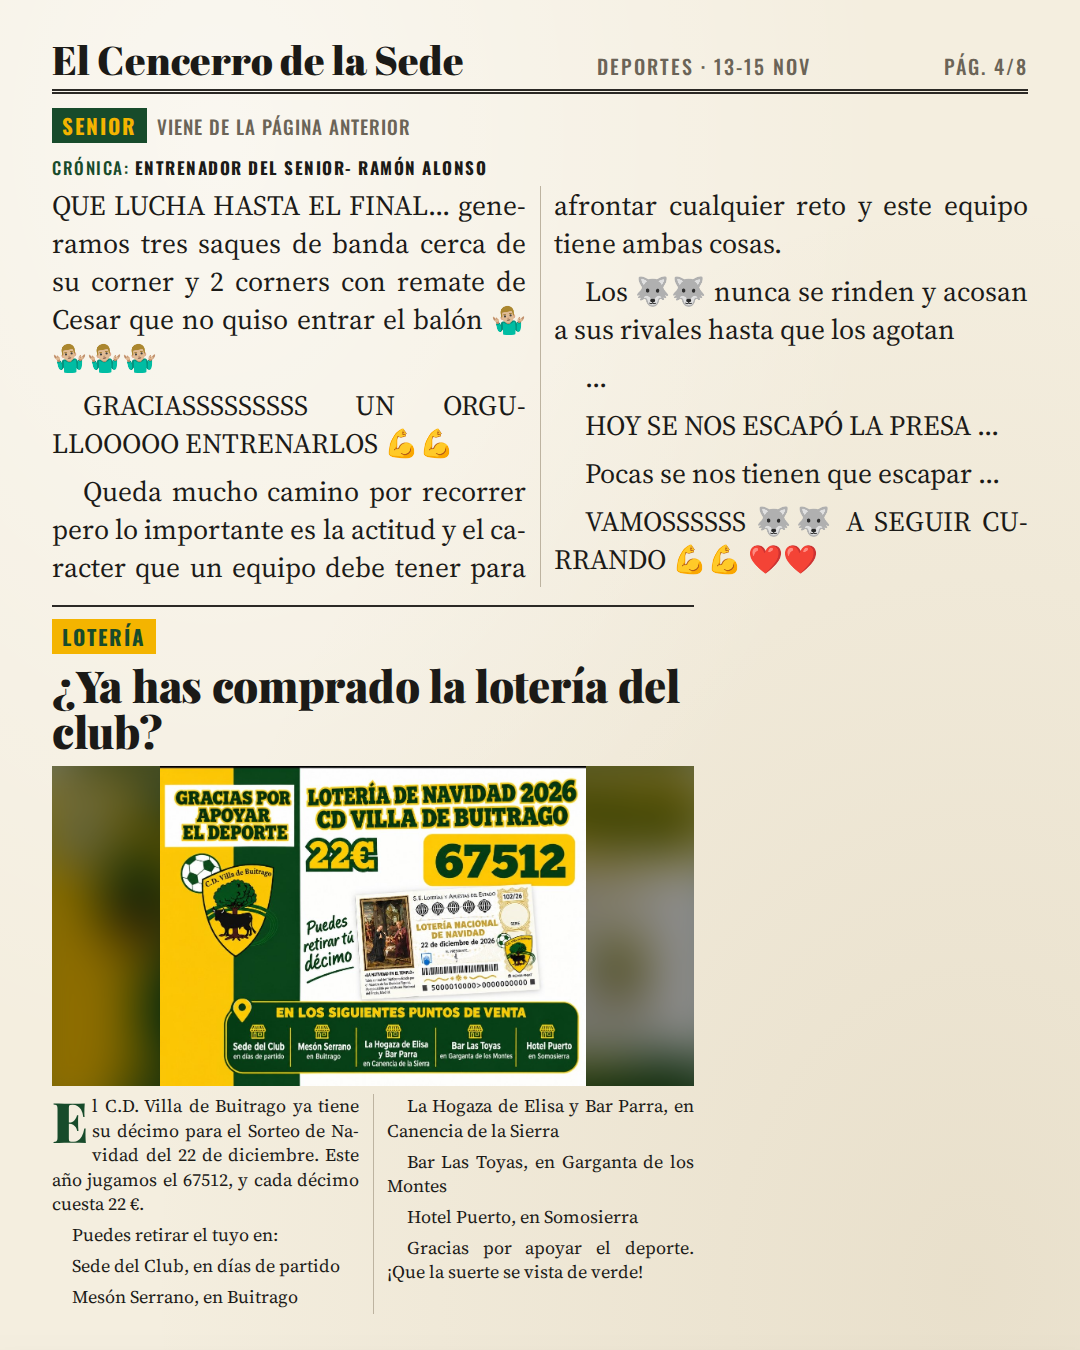 El Cencerro de la Sede
DEPORTES · 13-15 NOV
PÁG. 4/8
SENIOR
VIENE DE LA PÁGINA ANTERIOR
CRÓNICA: ENTRENADOR DEL SENIOR- RAMÓN ALONSO
QUE LUCHA HASTA EL FINAL... gene-
ramos tres saques de banda cerca de
su corner y 2 corners con remate de
Cesar que no quiso entrar el balón 🤷🏼‍♂️
🤷🏼‍♂️🤷🏼‍♂️🤷🏼‍♂️
GRACIASSSSSSSSS UN ORGU-
LLOOOOO ENTRENARLOS 💪💪
Queda mucho camino por recorrer
pero lo importante es la actitud y el ca-
racter que un equipo debe tener para
afrontar cualquier reto y este equipo
tiene ambas cosas.
Los 🐺🐺 nunca se rinden y acosan
a sus rivales hasta que los agotan
...
HOY SE NOS ESCAPÓ LA PRESA ...
Pocas se nos tienen que escapar ...
VAMOSSSSSS 🐺🐺 A SEGUIR CU-
RRANDO 💪💪 ❤️❤️
LOTERÍA
¿Ya has comprado la lotería del
club?
GRACIAS POR
APOYAR
EL DEPORTE
C.D. Villa de Buitrago
LOTERÍA DE NAVIDAD 2026
CD VILLA DE BUITRAGO
22€
67512
Puedes
retirar tú
décimo
S.E. Loterías y Apuestas del Estado
102/26
LOTERÍA NACIONAL
DE NAVIDAD
22 de diciembre de 2026
5000010000>0000000000
EN LOS SIGUIENTES PUNTOS DE VENTA
Sede del Club
en días de partido
Mesón Serrano
en Buitrago
La Hogaza de Elisa
y Bar Parra
en Canencia de la Sierra
Bar Las Toyas
en Garganta de los Montes
Hotel Puerto
en Somosierra
El C.D. Villa de Buitrago ya tiene
su décimo para el Sorteo de Na-
vidad del 22 de diciembre. Este
año jugamos el 67512, y cada décimo
cuesta 22 €.
Puedes retirar el tuyo en:
Sede del Club, en días de partido
Mesón Serrano, en Buitrago
La Hogaza de Elisa y Bar Parra, en
Canencia de la Sierra
Bar Las Toyas, en Garganta de los
Montes
Hotel Puerto, en Somosierra
Gracias por apoyar el deporte.
¡Que la suerte se vista de verde!